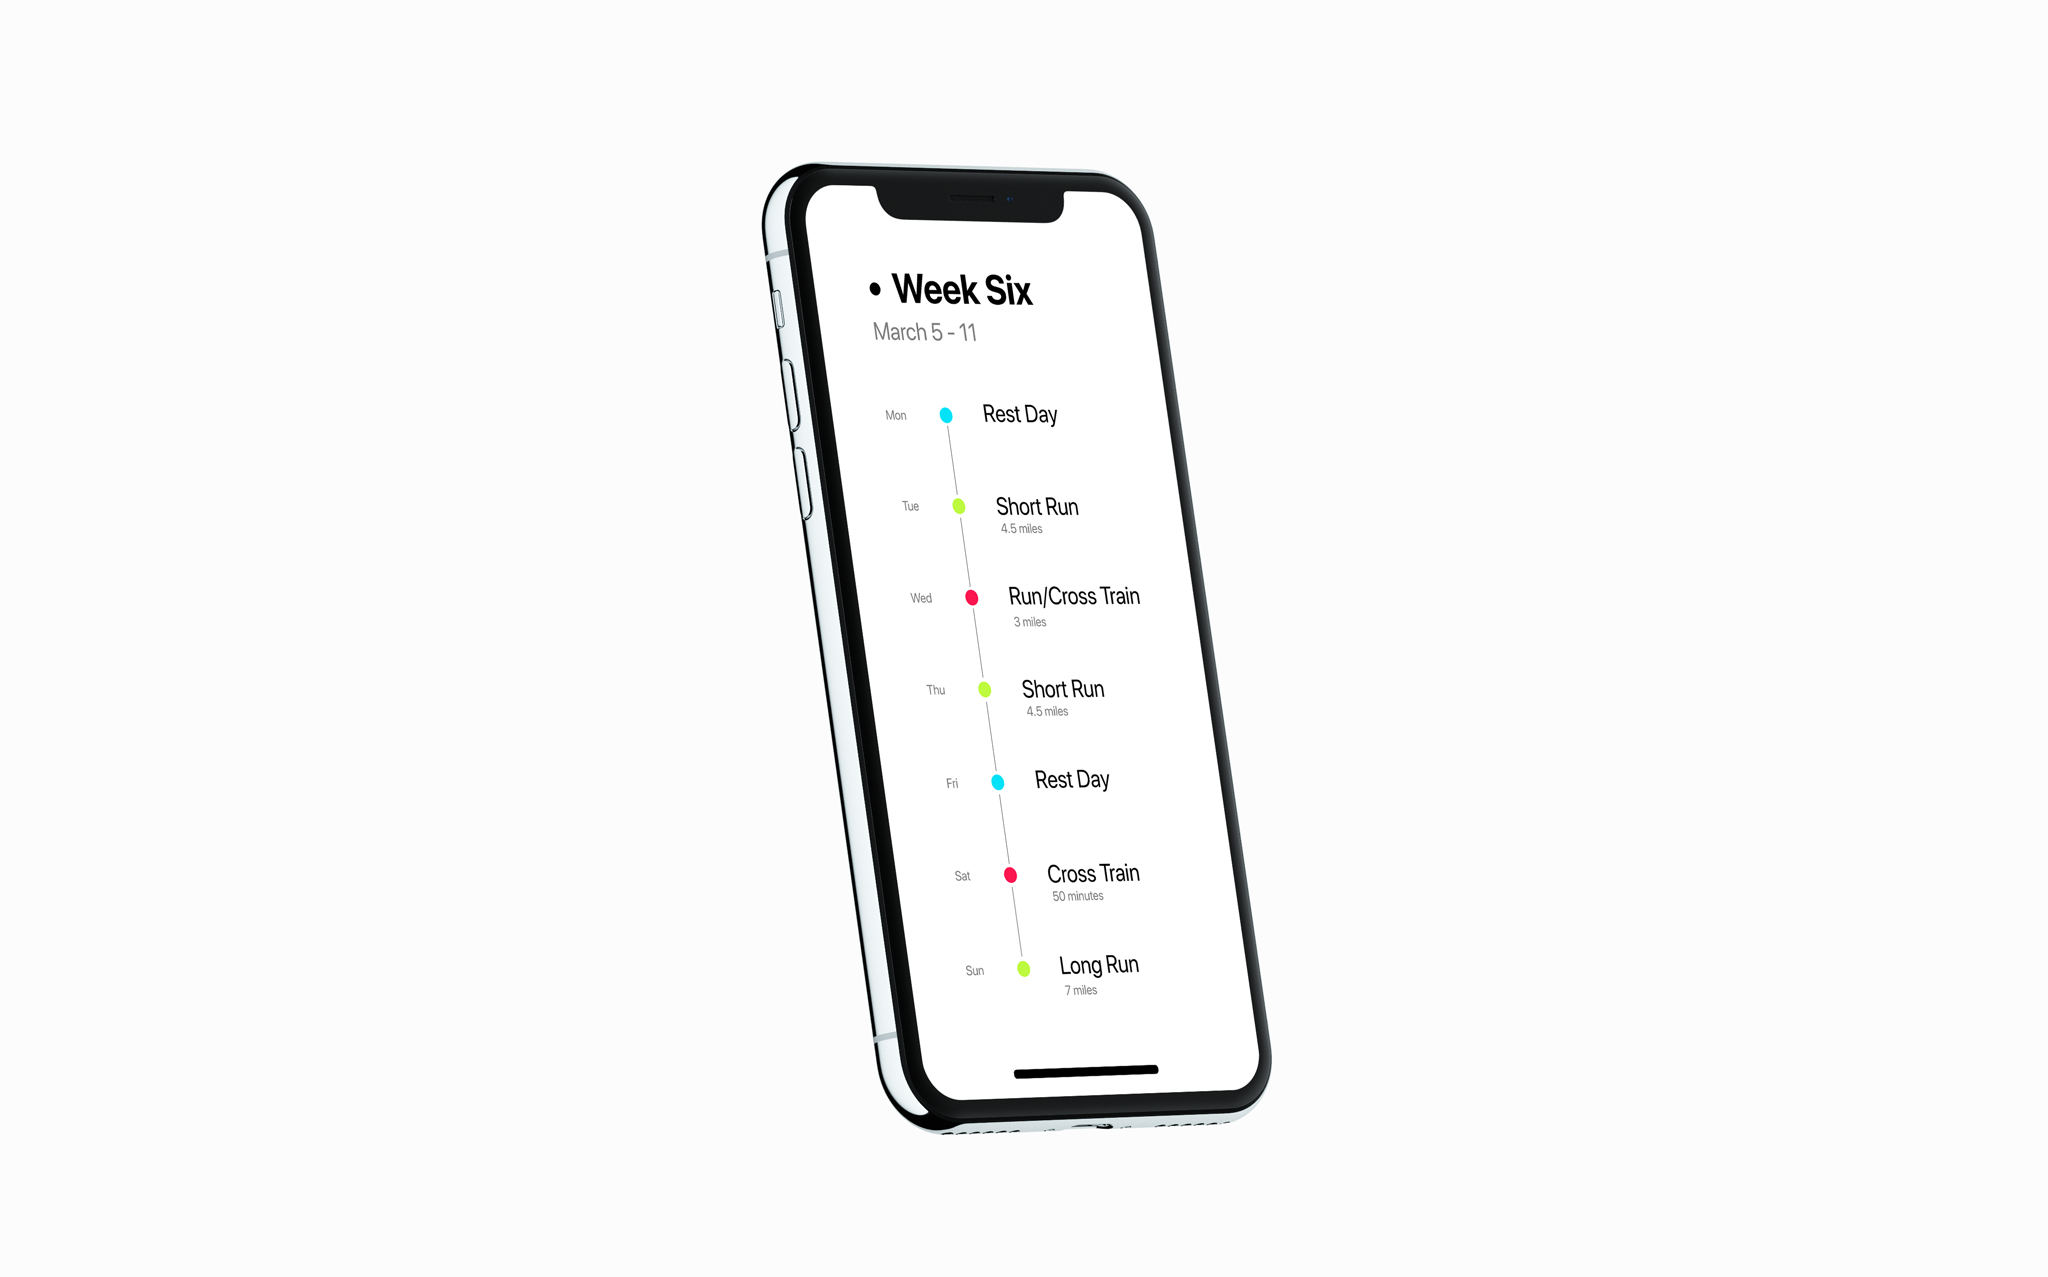 • Week Six
March 5 - 11
Mon
Rest Day
Tue
Short Run
4.5 miles
Wed
Run/Cross Train
3 miles
Thu
Short Run
4.5 miles
Fri
Rest Day
Sat
Cross Train
50 minutes
Sun
Long Run
7 miles